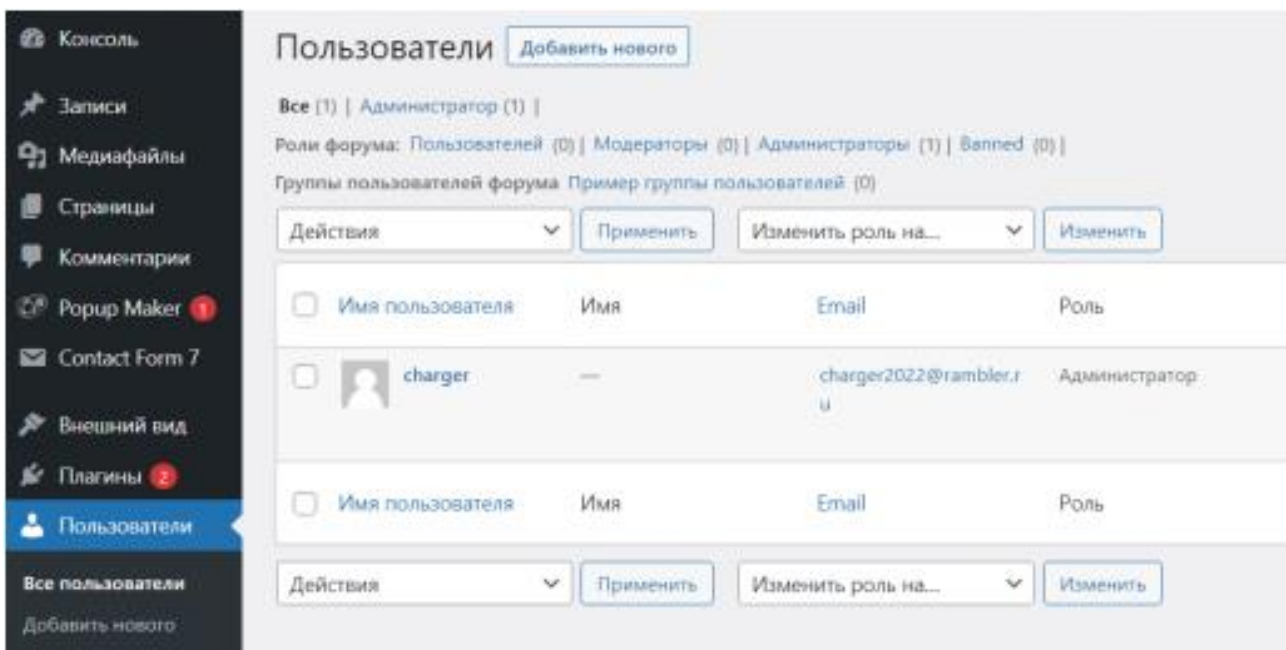 Консоль
Записи
Медиафайлы
Страницы
Комментарии
Popup Maker 1
Contact Form 7
Внешний вид
Плагины 2
Пользователи
Все пользователи
Добавить нового
Пользователи Добавить нового
Все (1) | Администратор (1) |
Роли форума: Пользователей (0) | Модераторы (0) | Администраторы (1) | Banned (0) |
Группы пользователей форума Пример группы пользователей (0)
Действия Применить Изменить роль на... Изменить
Имя пользователя Имя Email Роль
charger — charger2022@rambler.r Администратор
u
Имя пользователя Имя Email Роль
Действия Применить Изменить роль на... Изменить